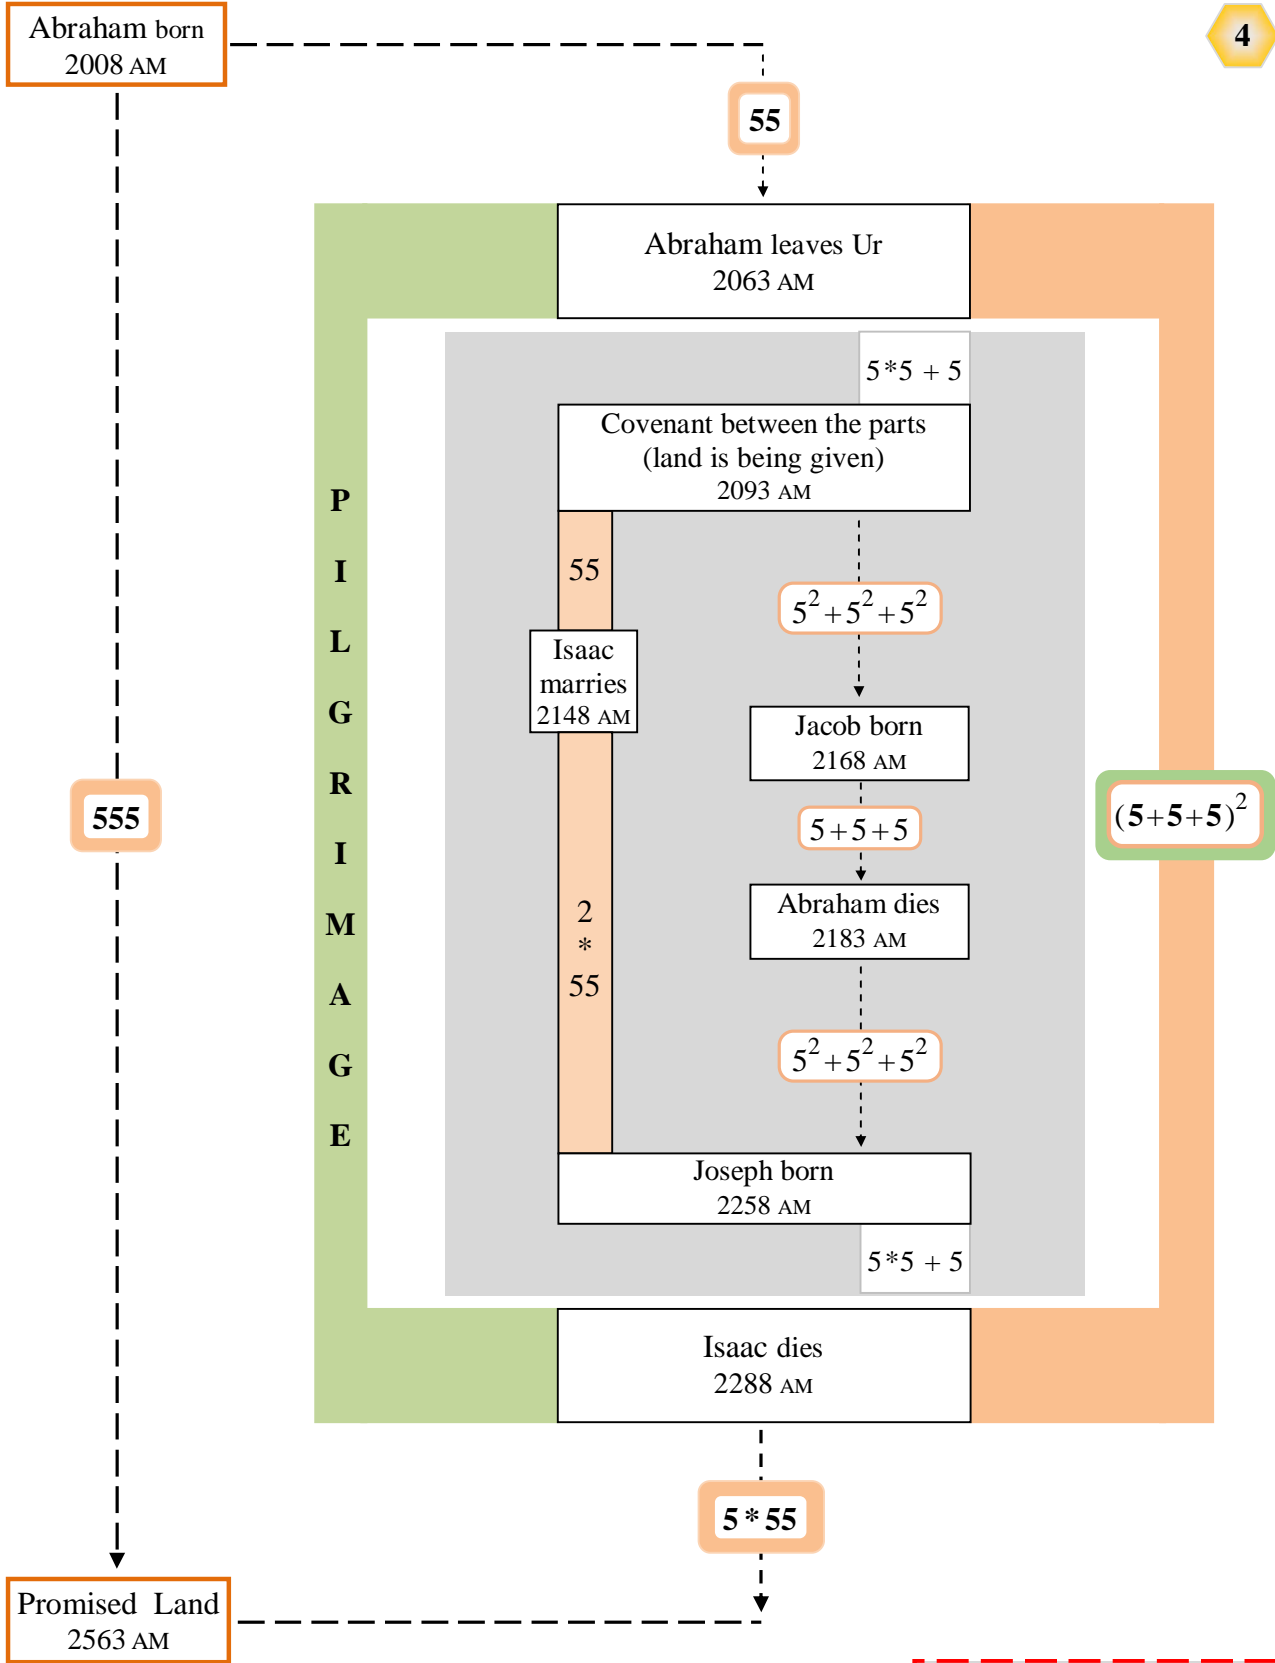 Abraham born
2008 AM
4
55
Abraham leaves Ur
2063 AM
5*5 + 5
Covenant between the parts
(land is being given)
2093 AM
P
I
L
G
R
I
M
A
G
E
55
5²+5²+5²
Isaac
marries
2148 AM
Jacob born
2168 AM
555
5+5+5
(5+5+5)²
Abraham dies
2183 AM
2
*
55
5²+5²+5²
Joseph born
2258 AM
5*5 + 5
Isaac dies
2288 AM
5*55
Promised Land
2563 AM